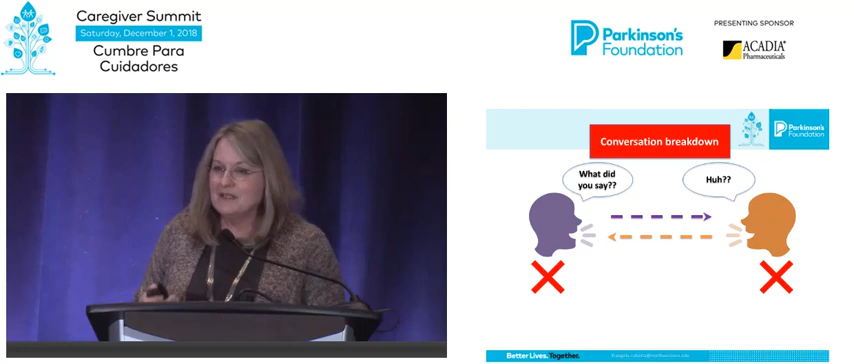 Caregiver Summit
Saturday, December 1, 2018
Cumbre Para
Cuidadores
Parkinson's
Foundation
PRESENTING SPONSOR
ACADIA®
Pharmaceuticals
Parkinson's
Foundation
Conversation breakdown
What did
you say??
Huh??
Better Lives. Together.